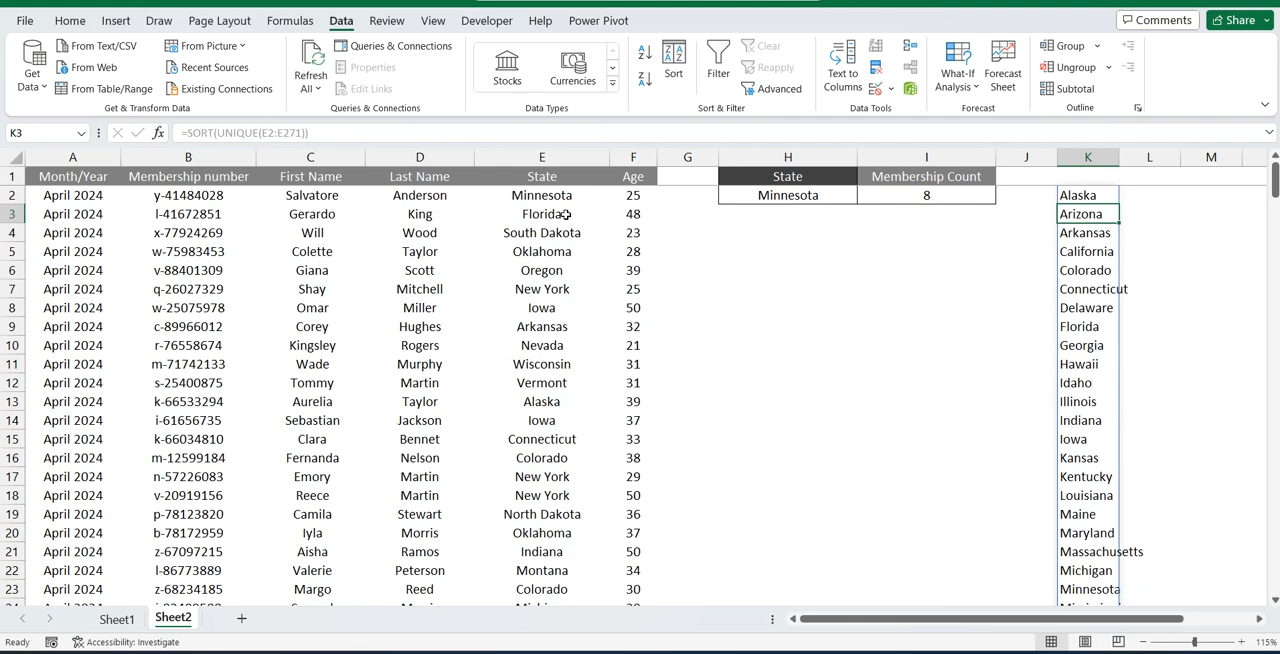 File Home Insert Draw Page Layout Formulas Data Review View Developer Help Power Pivot Comments Share
Get Data From Text/CSV From Web From Table/Range From Picture Recent Sources Existing Connections
Get & Transform Data
Refresh All Queries & Connections Properties Edit Links
Queries & Connections
Stocks Currencies
Data Types
Sort Filter Clear Reapply Advanced
Sort & Filter
Text to Columns
Data Tools
What-If Analysis Forecast Sheet
Forecast
Group Ungroup Subtotal
Outline
K3 fx =SORT(UNIQUE(E2:E271))
A B C D E F G H I J K L M
1 Month/Year Membership number First Name Last Name State Age State Membership Count
2 April 2024 y-41484028 Salvatore Anderson Minnesota 25 Minnesota 8 Alaska
3 April 2024 l-41672851 Gerardo King Florida 48 Arizona
4 April 2024 x-77924269 Will Wood South Dakota 23 Arkansas
5 April 2024 w-75983453 Colette Taylor Oklahoma 28 California
6 April 2024 v-88401309 Giana Scott Oregon 39 Colorado
7 April 2024 q-26027329 Shay Mitchell New York 25 Connecticut
8 April 2024 w-25075978 Omar Miller Iowa 50 Delaware
9 April 2024 c-89966012 Corey Hughes Arkansas 32 Florida
10 April 2024 r-76558674 Kingsley Rogers Nevada 21 Georgia
11 April 2024 m-71742133 Wade Murphy Wisconsin 31 Hawaii
12 April 2024 s-25400875 Tommy Martin Vermont 31 Idaho
13 April 2024 k-66533294 Aurelia Taylor Alaska 39 Illinois
14 April 2024 i-61656735 Sebastian Jackson Iowa 37 Indiana
15 April 2024 k-66034810 Clara Bennet Connecticut 33 Iowa
16 April 2024 m-12599184 Fernanda Nelson Colorado 38 Kansas
17 April 2024 n-57226083 Emory Martin New York 29 Kentucky
18 April 2024 v-20919156 Reece Martin New York 50 Louisiana
19 April 2024 p-78123820 Camila Stewart North Dakota 36 Maine
20 April 2024 b-78172959 Iyla Morris Oklahoma 37 Maryland
21 April 2024 z-67097215 Aisha Ramos Indiana 50 Massachusetts
22 April 2024 l-86773889 Valerie Peterson Montana 34 Michigan
23 April 2024 z-68234185 Margo Reed Colorado 30 Minnesota
Sheet1 Sheet2
Ready Accessibility: Investigate 115%